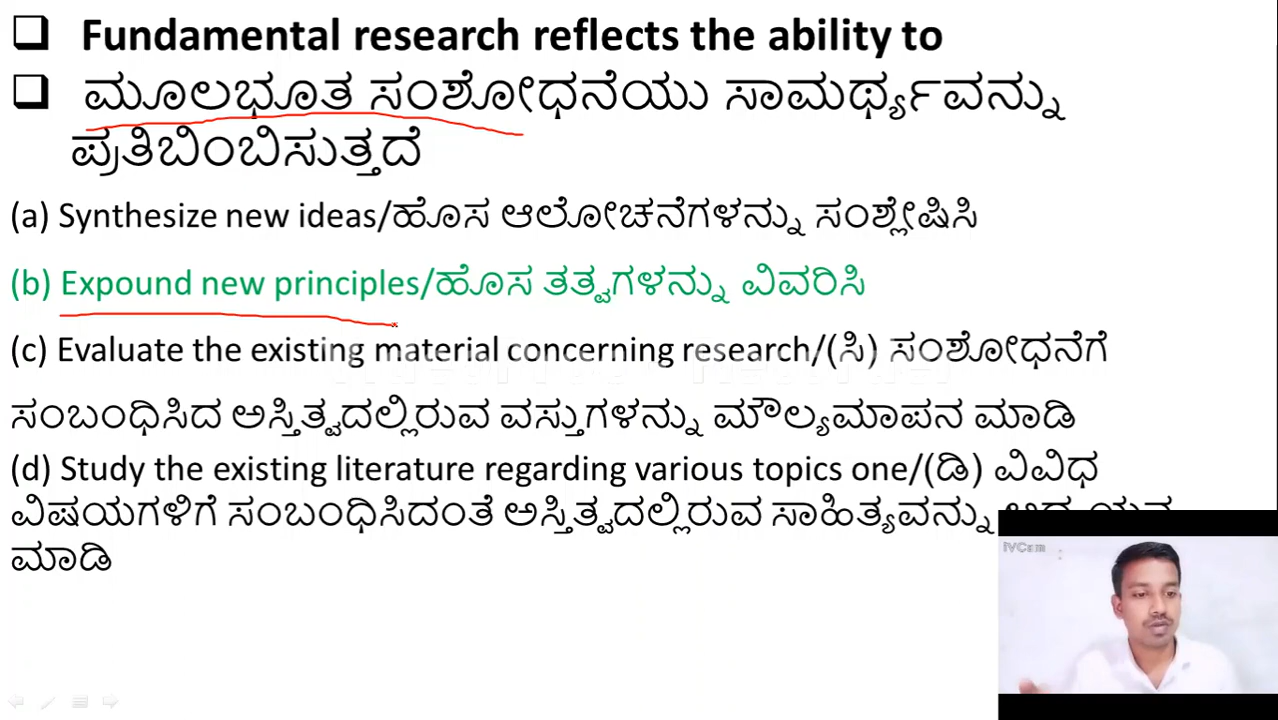 Fundamental research reflects the ability to
ಮೂಲಭೂತ ಸಂಶೋಧನೆಯು ಸಾಮರ್ಥ್ಯವನ್ನು
ಪ್ರತಿಬಿಂಬಿಸುತ್ತದೆ
(a) Synthesize new ideas/ಹೊಸ ಆಲೋಚನೆಗಳನ್ನು ಸಂಶ್ಲೇಷಿಸಿ
(b) Expound new principles/ಹೊಸ ತತ್ವಗಳನ್ನು ವಿವರಿಸಿ
(c) Evaluate the existing material concerning research/(ಸಿ) ಸಂಶೋಧನೆಗೆ
ಸಂಬಂಧಿಸಿದ ಅಸ್ತಿತ್ವದಲ್ಲಿರುವ ವಸ್ತುಗಳನ್ನು ಮೌಲ್ಯಮಾಪನ ಮಾಡಿ
(d) Study the existing literature regarding various topics one/(ಡಿ) ವಿವಿಧ
ವಿಷಯಗಳಿಗೆ ಸಂಬಂಧಿಸಿದಂತೆ ಅಸ್ತಿತ್ವದಲ್ಲಿರುವ ಸಾಹಿತ್ಯವನ್ನು
ಮಾಡಿ
iVCam